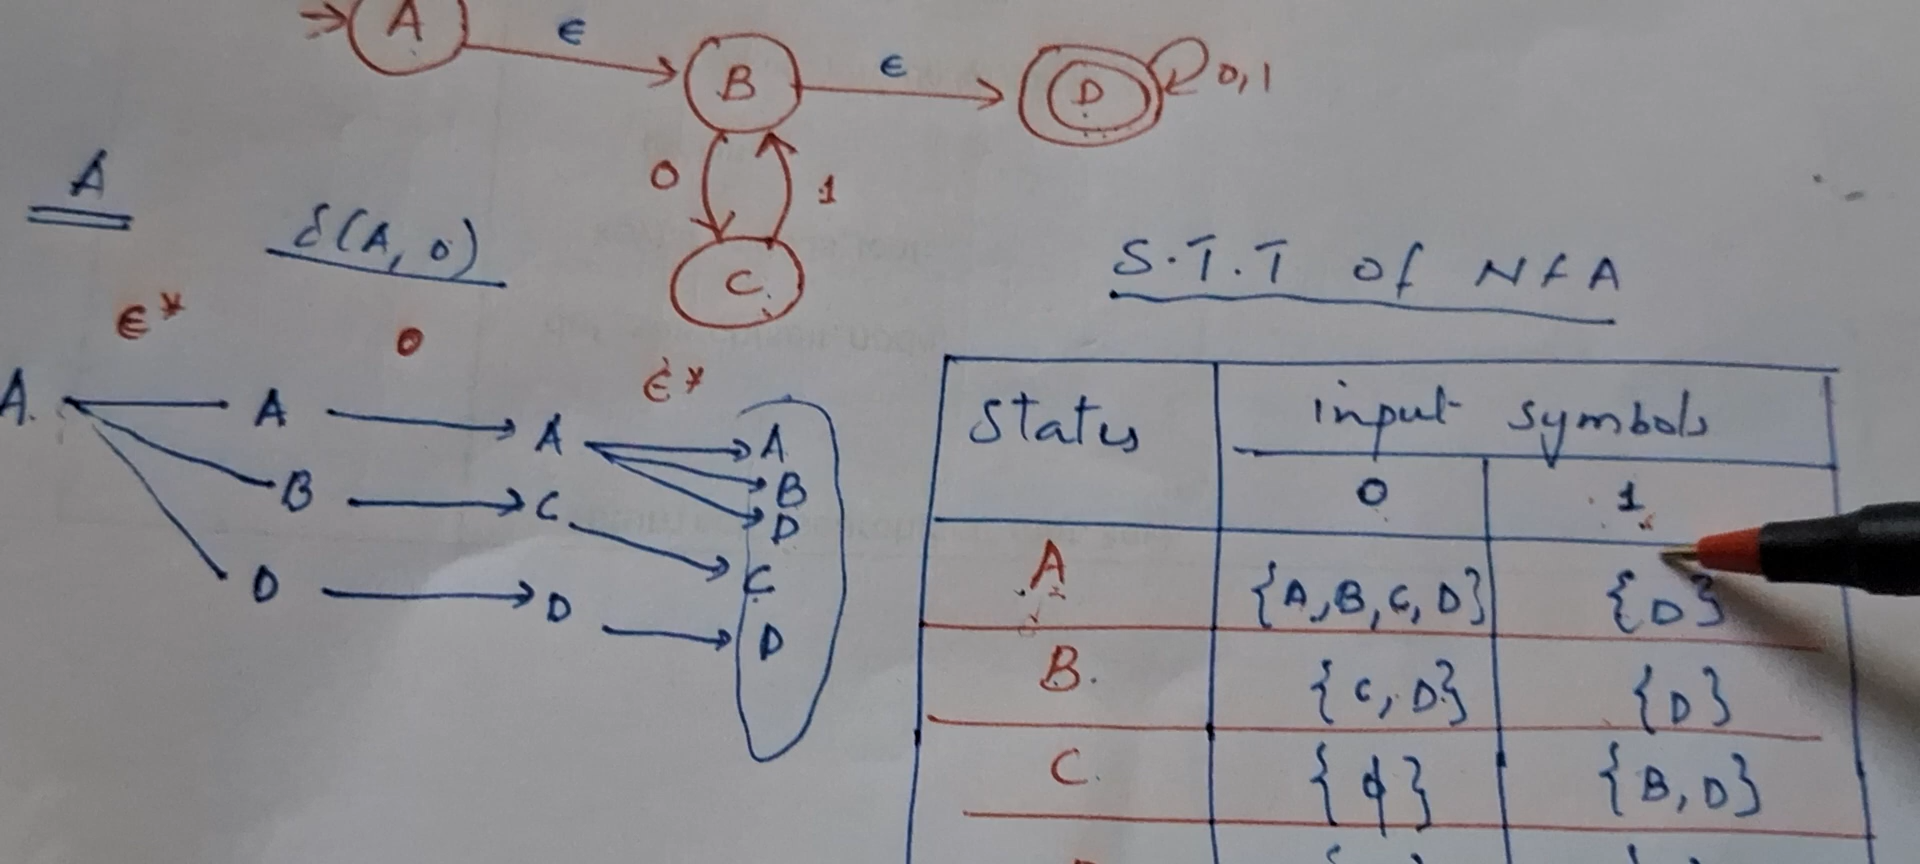 A
ϵ
B
ϵ
D
0,1
0
1
C.
A
δ(A, 0)
ϵ*
0
ϵ*
A. A A A
B
D
B C C
D D D
S.T.T of NFA
States input symbols
0 1
A {A,B,C,D} {D}
B. {C,D} {D}
C. {ϕ} {B,D}